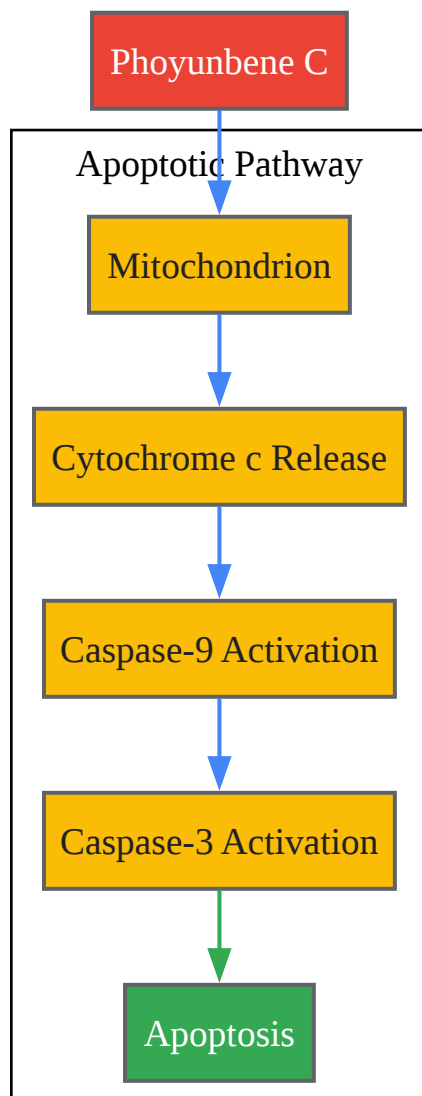 Phoyunbene C
Apoptotic Pathway
Mitochondrion
Cytochrome c Release
Caspase-9 Activation
Caspase-3 Activation
Apoptosis